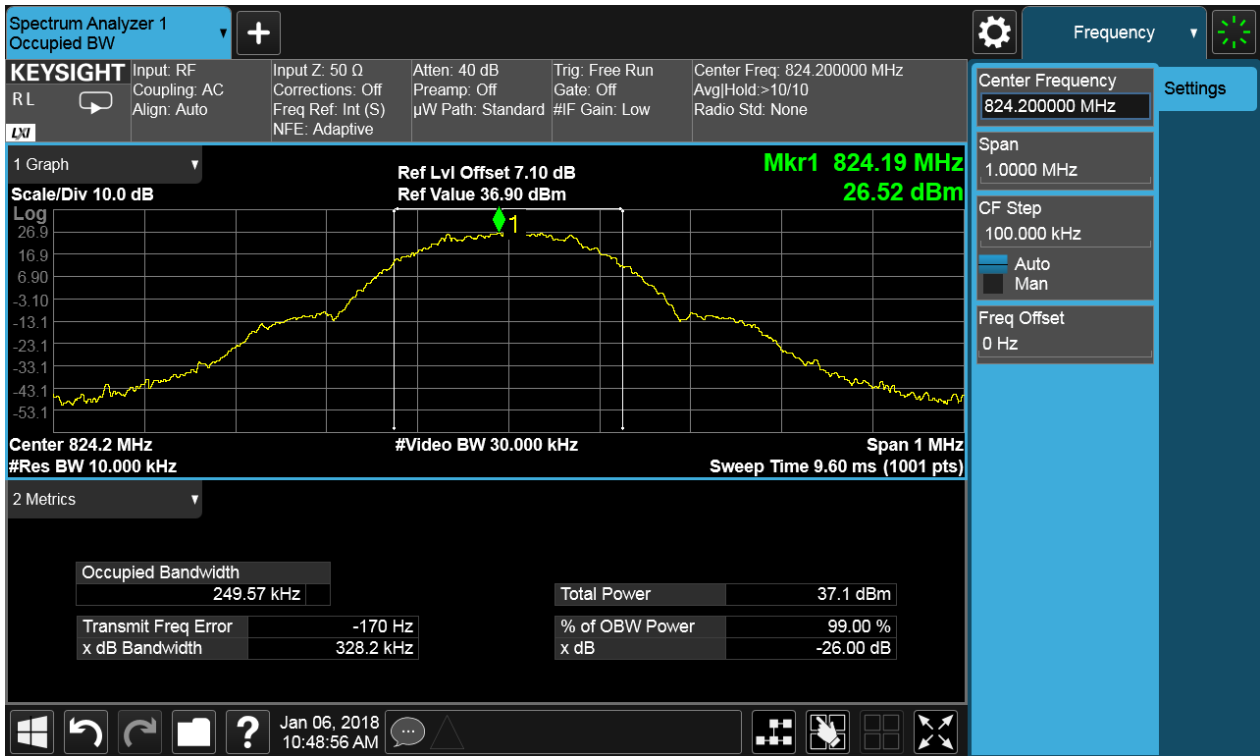 Spectrum Analyzer 1
Occupied BW
+
Frequency
KEYSIGHT
R L
LXI
Input: RF
Coupling: AC
Align: Auto
Input Z: 50 Ω
Corrections: Off
Freq Ref: Int (S)
NFE: Adaptive
Atten: 40 dB
Preamp: Off
µW Path: Standard
Trig: Free Run
Gate: Off
#IF Gain: Low
Center Freq: 824.200000 MHz
Avg|Hold:>10/10
Radio Std: None
Center Frequency
824.200000 MHz
Settings
Span
1.0000 MHz
CF Step
100.000 kHz
Auto
Man
Freq Offset
0 Hz
1 Graph
Scale/Div 10.0 dB
Ref Lvl Offset 7.10 dB
Ref Value 36.90 dBm
Mkr1 824.19 MHz
26.52 dBm
Log
26.9
16.9
6.90
-3.10
-13.1
-23.1
-33.1
-43.1
-53.1
1
Center 824.2 MHz
#Video BW 30.000 kHz
Span 1 MHz
#Res BW 10.000 kHz
Sweep Time 9.60 ms (1001 pts)
2 Metrics
Occupied Bandwidth
249.57 kHz
Total Power 37.1 dBm
Transmit Freq Error -170 Hz
% of OBW Power 99.00 %
x dB Bandwidth 328.2 kHz
x dB -26.00 dB
?
Jan 06, 2018
10:48:56 AM